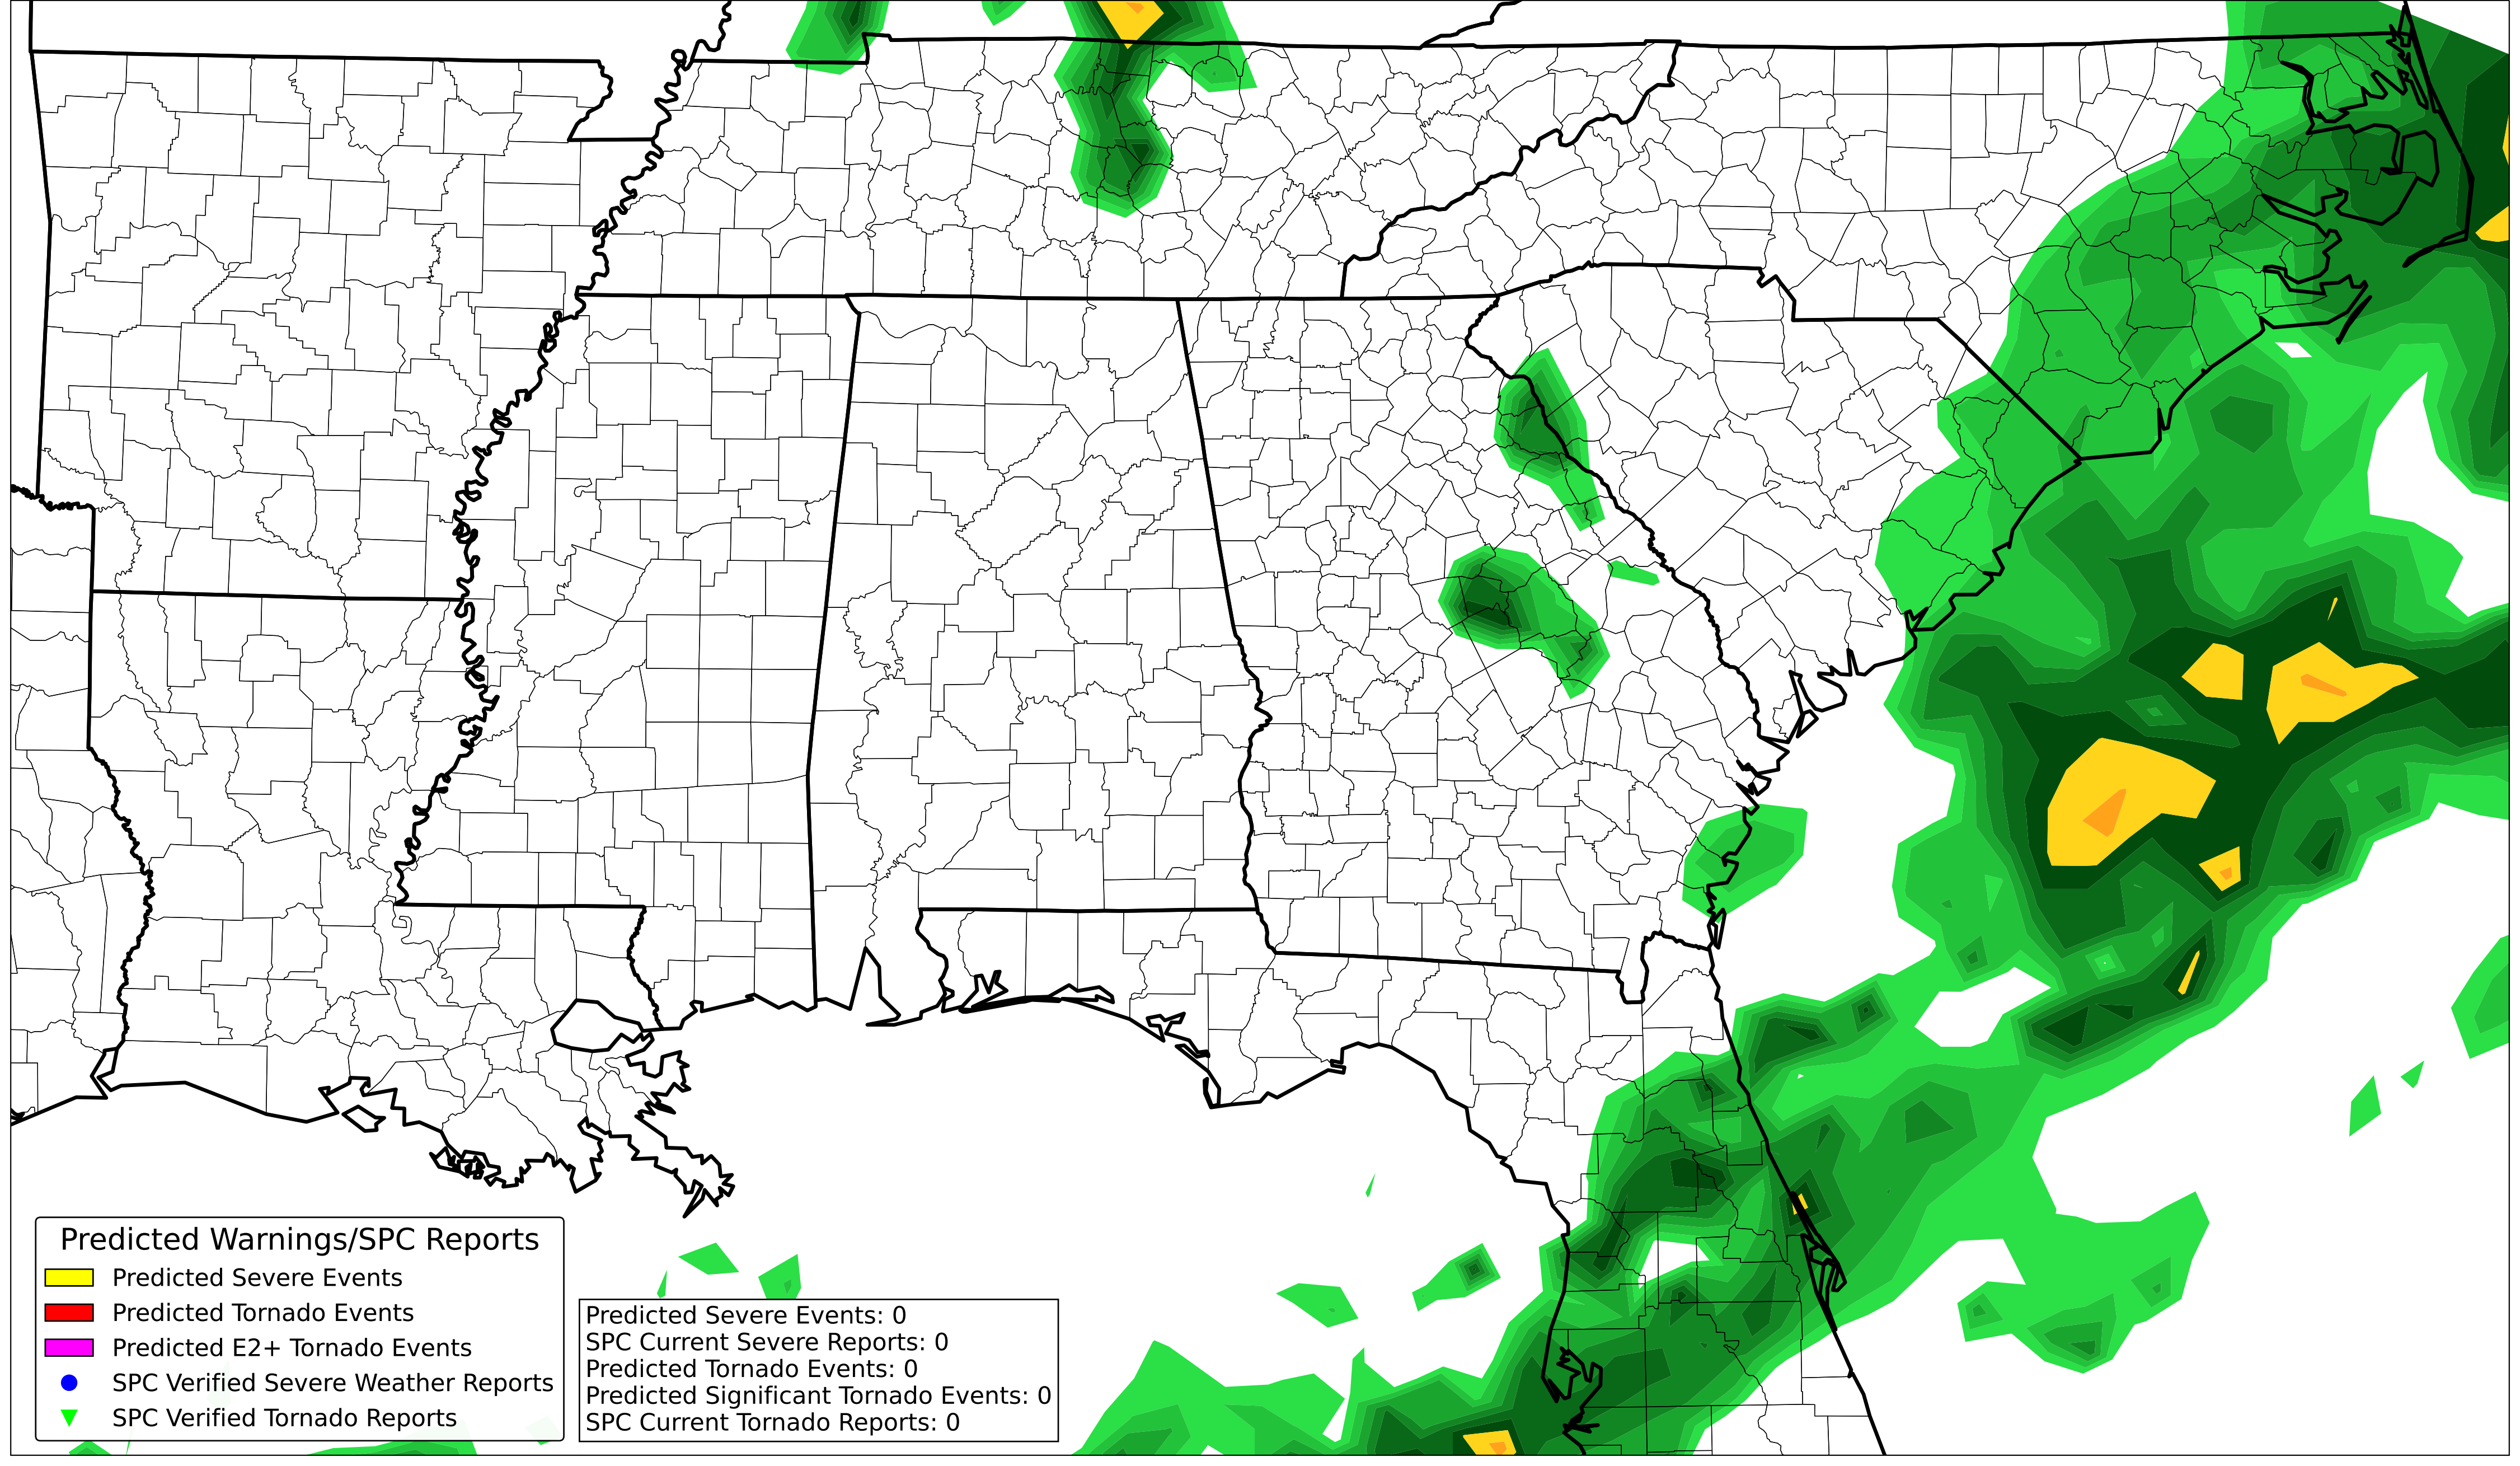 Predicted Warnings/SPC Reports
Predicted Severe Events
Predicted Tornado Events
Predicted E2+ Tornado Events
SPC Verified Severe Weather Reports
SPC Verified Tornado Reports
Predicted Severe Events: 0
SPC Current Severe Reports: 0
Predicted Tornado Events: 0
Predicted Significant Tornado Events: 0
SPC Current Tornado Reports: 0